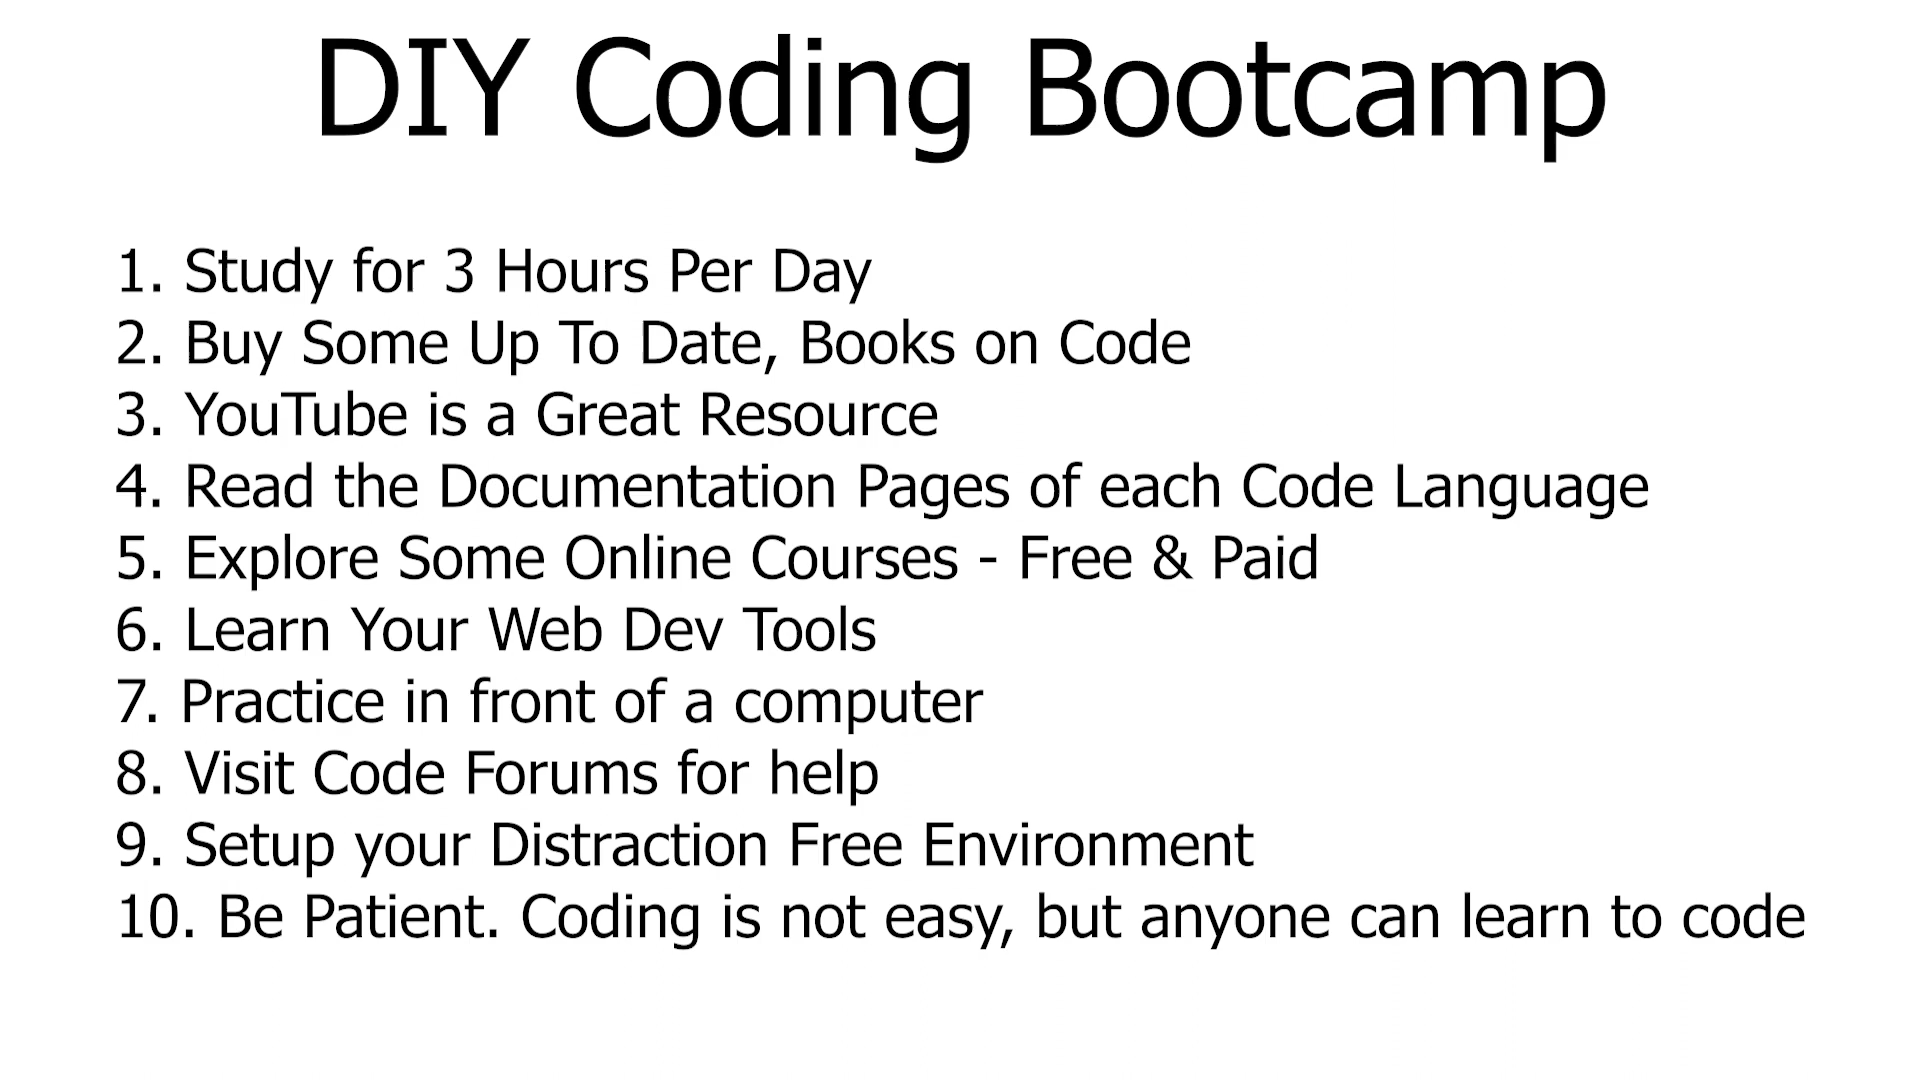 DIY Coding Bootcamp
1. Study for 3 Hours Per Day
2. Buy Some Up To Date, Books on Code
3. YouTube is a Great Resource
4. Read the Documentation Pages of each Code Language
5. Explore Some Online Courses - Free & Paid
6. Learn Your Web Dev Tools
7. Practice in front of a computer
8. Visit Code Forums for help
9. Setup your Distraction Free Environment
10. Be Patient. Coding is not easy, but anyone can learn to code